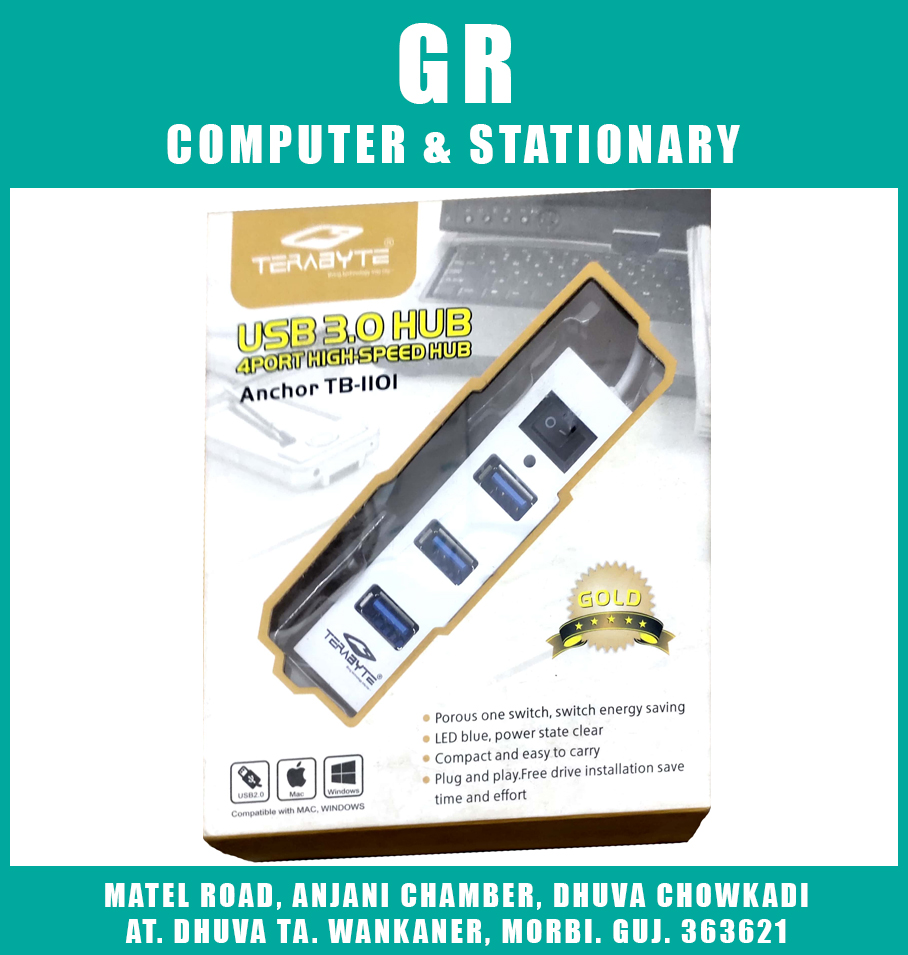 GR
COMPUTER & STATIONARY
TERABYTE®
USB 3.0 HUB
4PORT HIGH-SPEED HUB
Anchor TB-1101
GOLD
TERABYTE®
Porous one switch, switch energy saving
LED blue, power state clear
Compact and easy to carry
Plug and play.Free drive installation save
time and effort
USB2.0
Mac
Windows
Compatible with MAC, WINDOWS
MATEL ROAD, ANJANI CHAMBER, DHUVA CHOWKADI
AT. DHUVA TA. WANKANER, MORBI. GUJ. 363621